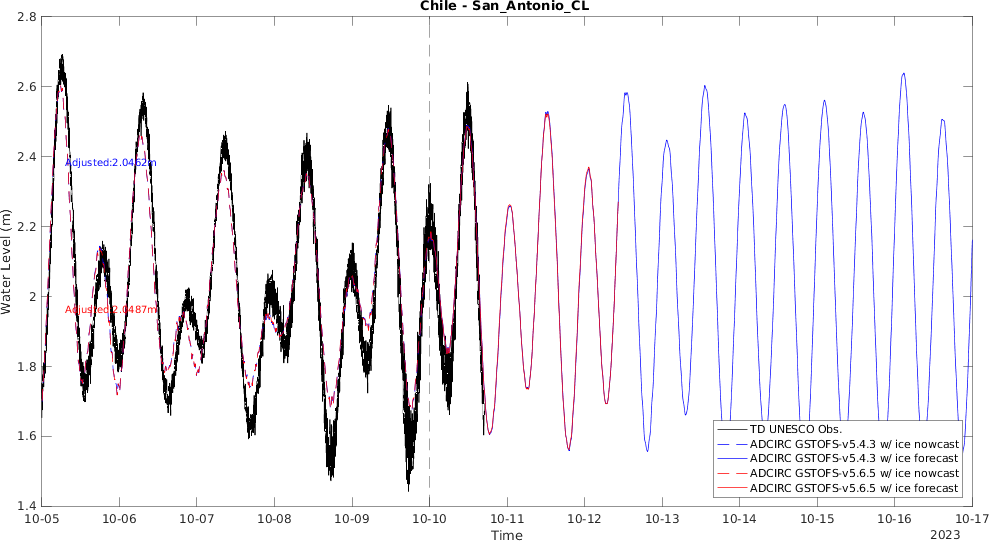 Chile - San_Antonio_CL
2.8
2.6
2.4
2.2
2
1.8
1.6
1.4
Water Level (m)
Adjusted:2.0462m
Adjusted:2.0487m
TD UNESCO Obs.
ADCIRC GSTOFS-v5.4.3 w/ ice nowcast
ADCIRC GSTOFS-v5.4.3 w/ ice forecast
ADCIRC GSTOFS-v5.6.5 w/ ice nowcast
ADCIRC GSTOFS-v5.6.5 w/ ice forecast
10-05 10-06 10-07 10-08 10-09 10-10 10-11 10-12 10-13 10-14 10-15 10-16 10-17
Time
2023